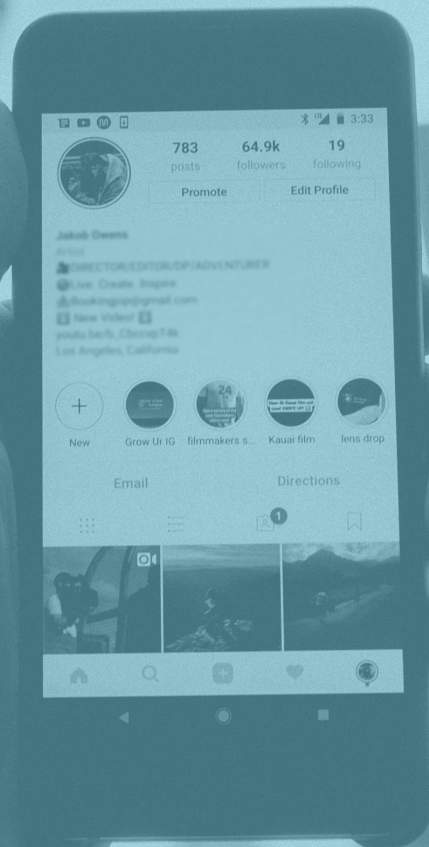 3:33
783 64.9k 19
posts followers following
Promote Edit Profile
Jakob Owens
Artist
DIRECTOR/EDITOR/DP/ADVENTURER
Live. Create. Inspire
New Video!
Los Angeles, California
24
New Grow Ur IG filmmakers s... Kauai film lens drop
Email Directions
1